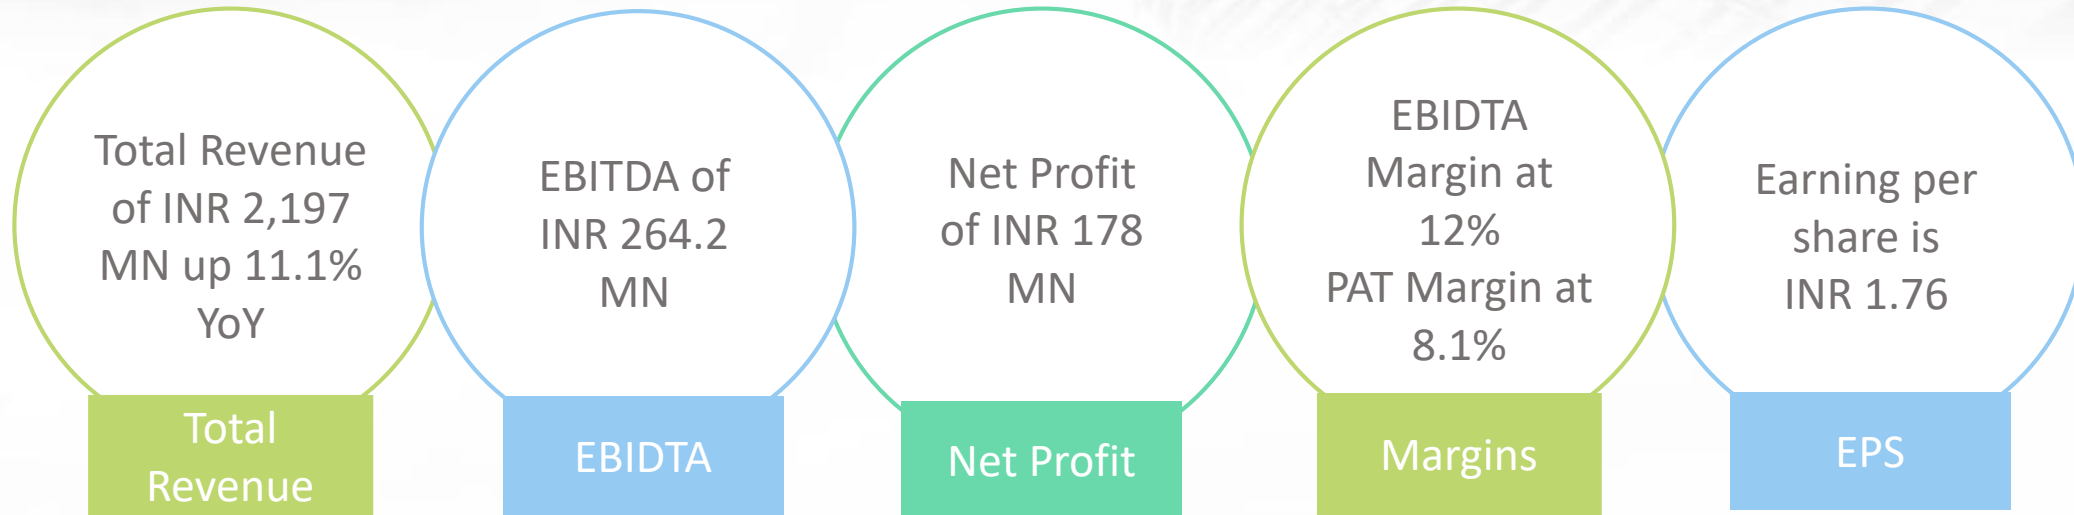 Total Revenue
of INR 2,197
MN up 11.1%
YoY
Total
Revenue
EBITDA of
INR 264.2
MN
EBIDTA
Net Profit
of INR 178
MN
Net Profit
EBIDTA
Margin at
12%
PAT Margin at
8.1%
Margins
Earning per
share is
INR 1.76
EPS